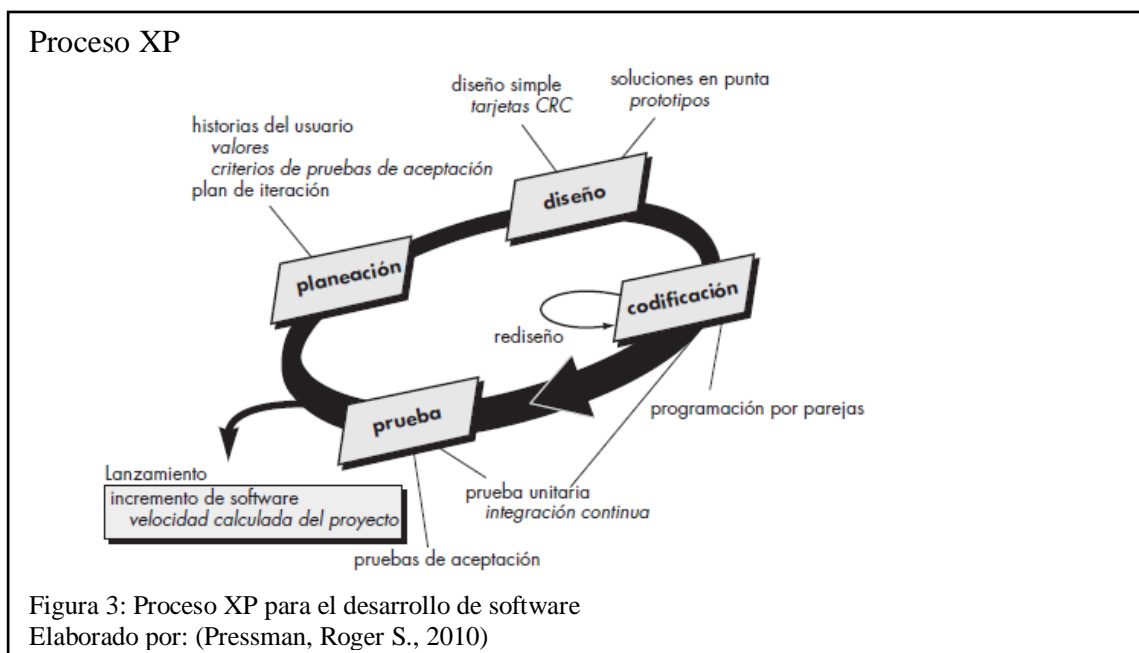 Proceso XP
diseño simple
tarjetas CRC
soluciones en punta
prototipos
historias del usuario
valores
criterios de pruebas de aceptación
plan de iteración
diseño
planeación
codificación
rediseño
programación por parejas
prueba
Lanzamiento
incremento de software
velocidad calculada del proyecto
prueba unitaria
integración continua
pruebas de aceptación
Figura 3: Proceso XP para el desarrollo de software
Elaborado por: (Pressman, Roger S., 2010)